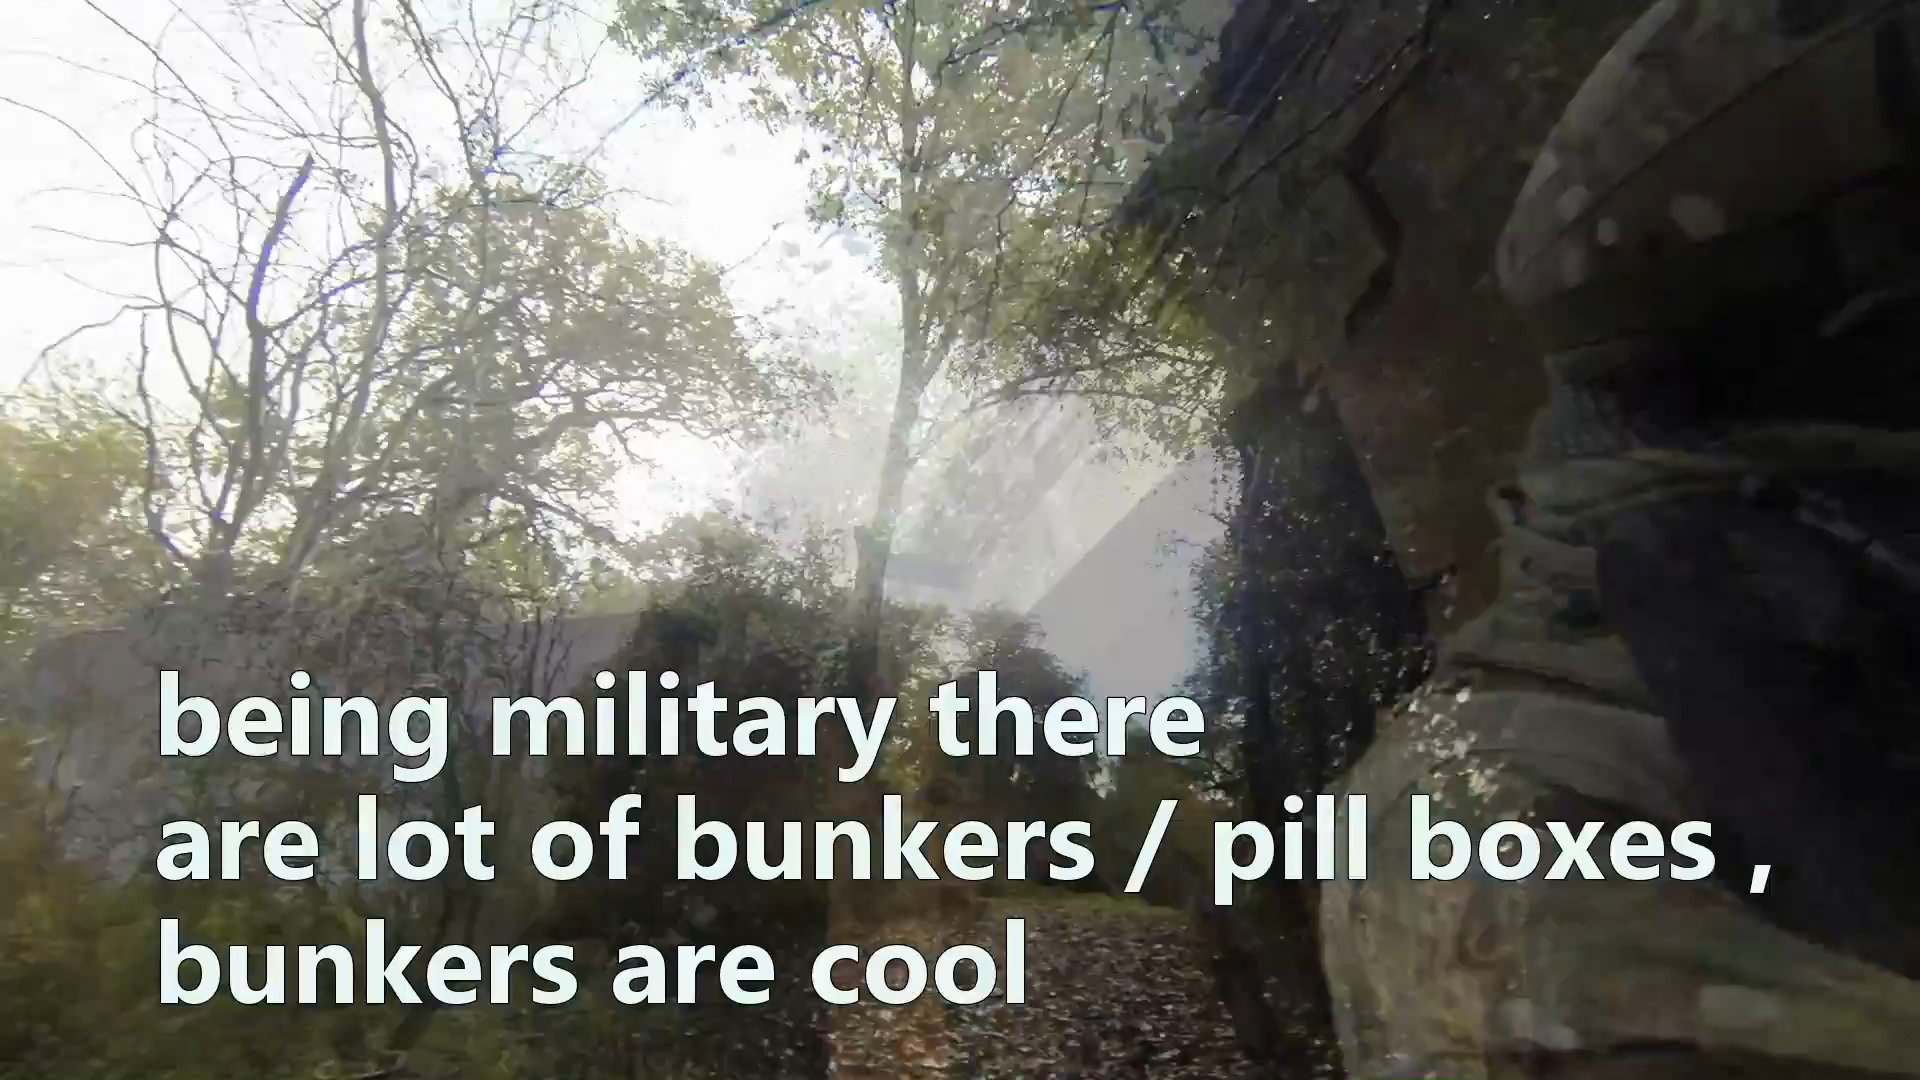 being military there
are lot of bunkers / pill boxes ,
bunkers are cool